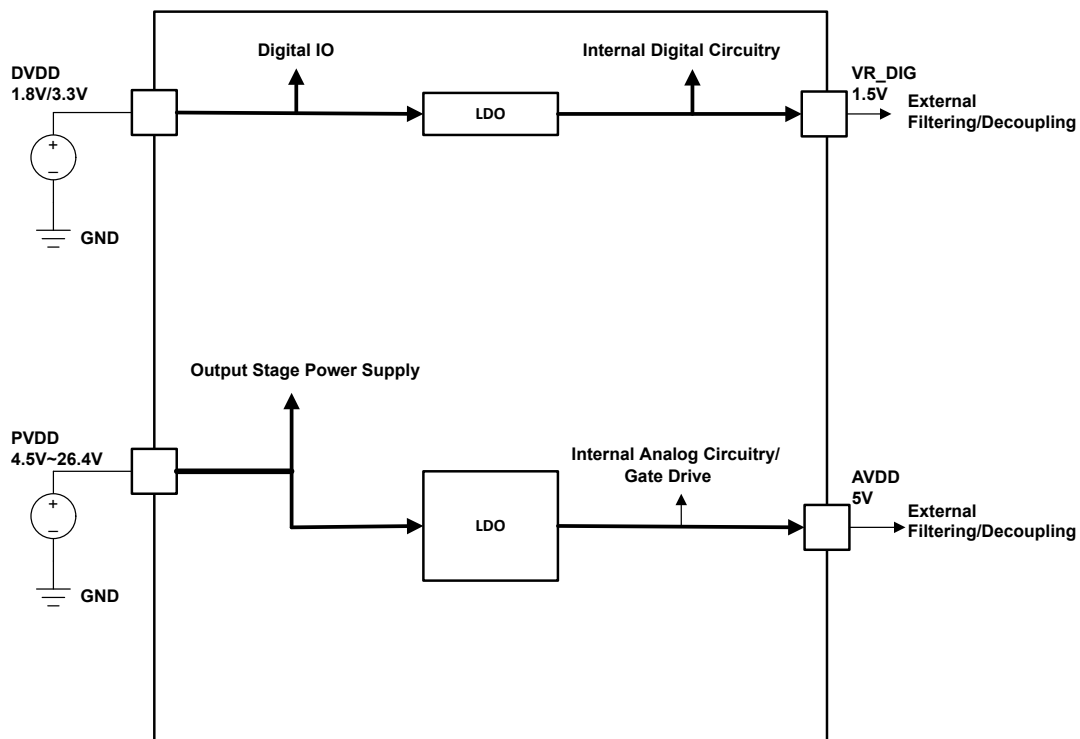 Digital IO
Internal Digital Circuitry
DVDD
1.8V/3.3V
VR_DIG
1.5V
External
Filtering/Decoupling
LDO
+
−
GND
Output Stage Power Supply
PVDD
4.5V~26.4V
Internal Analog Circuitry/
Gate Drive
AVDD
5V
External
Filtering/Decoupling
LDO
+
−
GND